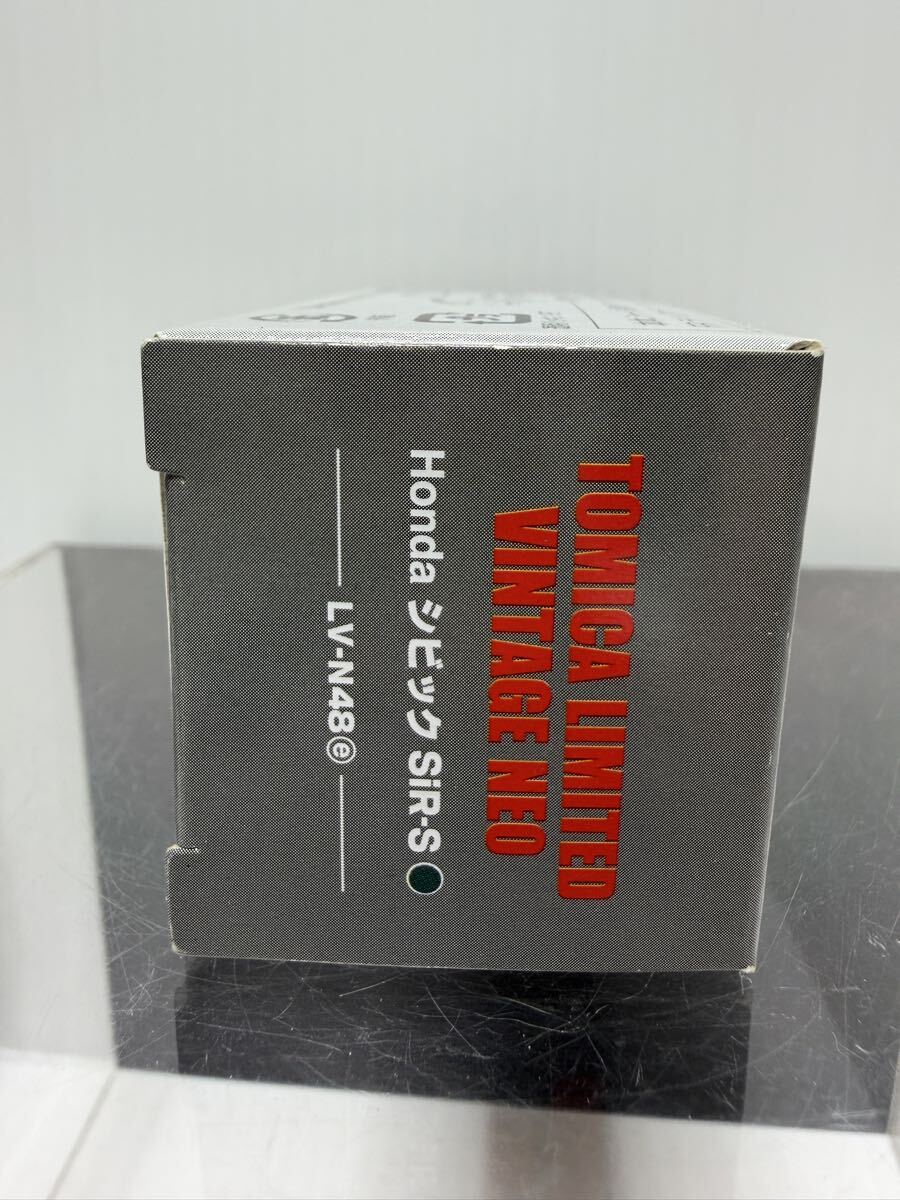 TOMICA LIMITED
VINTAGE NEO
Honda シビック SiR-S
LV-N48ⓔ